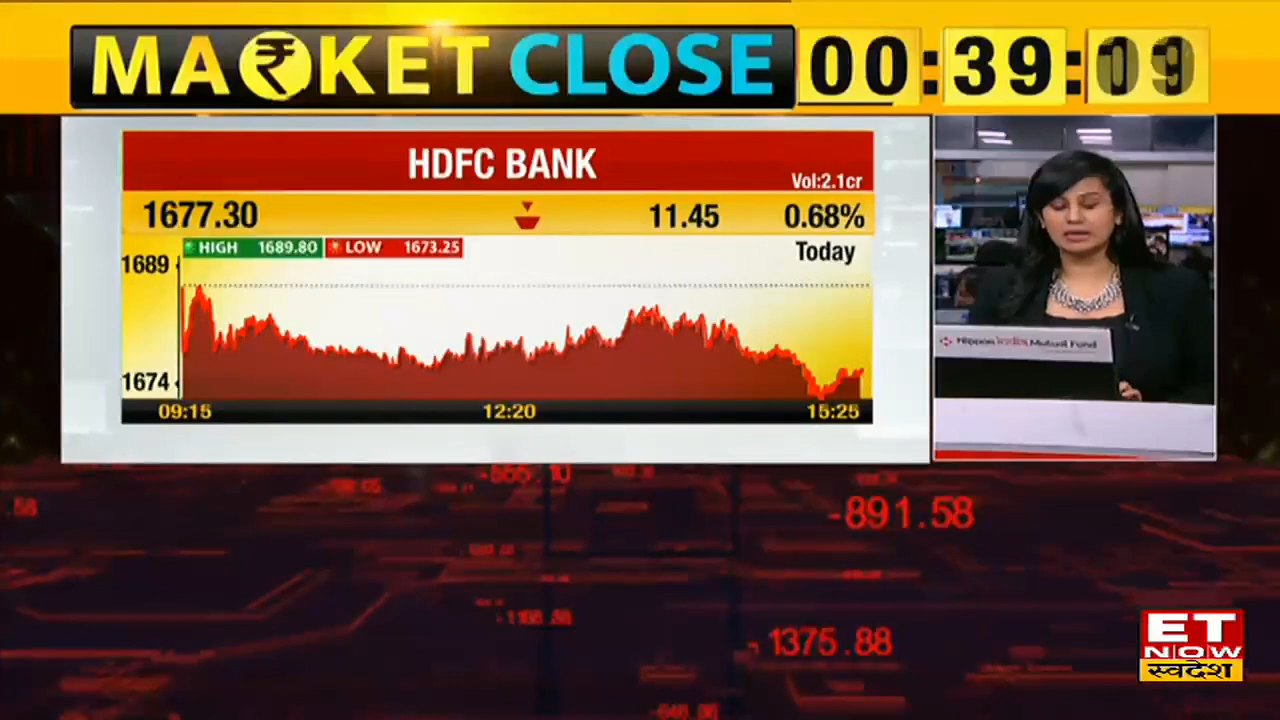 MA₹KET CLOSE 00:39:09
HDFC BANK
Vol:2.1cr
1677.30 11.45 0.68%
HIGH 1689.80 LOW 1673.25 Today
1689
1674
09:15 12:20 15:25
Nippon India Mutual Fund
-891.58
-1375.88
ET
NOW
स्वदेश